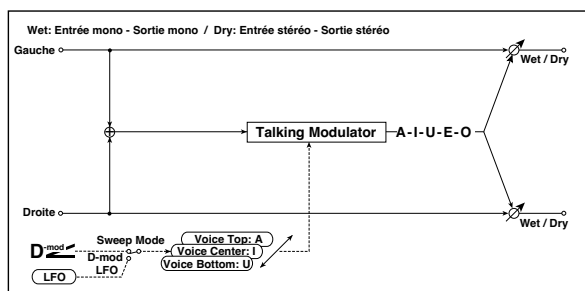 Wet: Entrée mono - Sortie mono / Dry: Entrée stéréo - Sortie stéréo
Gauche
Wet / Dry
Talking Modulator
A-I-U-E-O
Droite
Wet / Dry
Sweep Mode
D-mod
D-mod
LFO
LFO
Voice Top: A
Voice Center: I
Voice Bottom: U